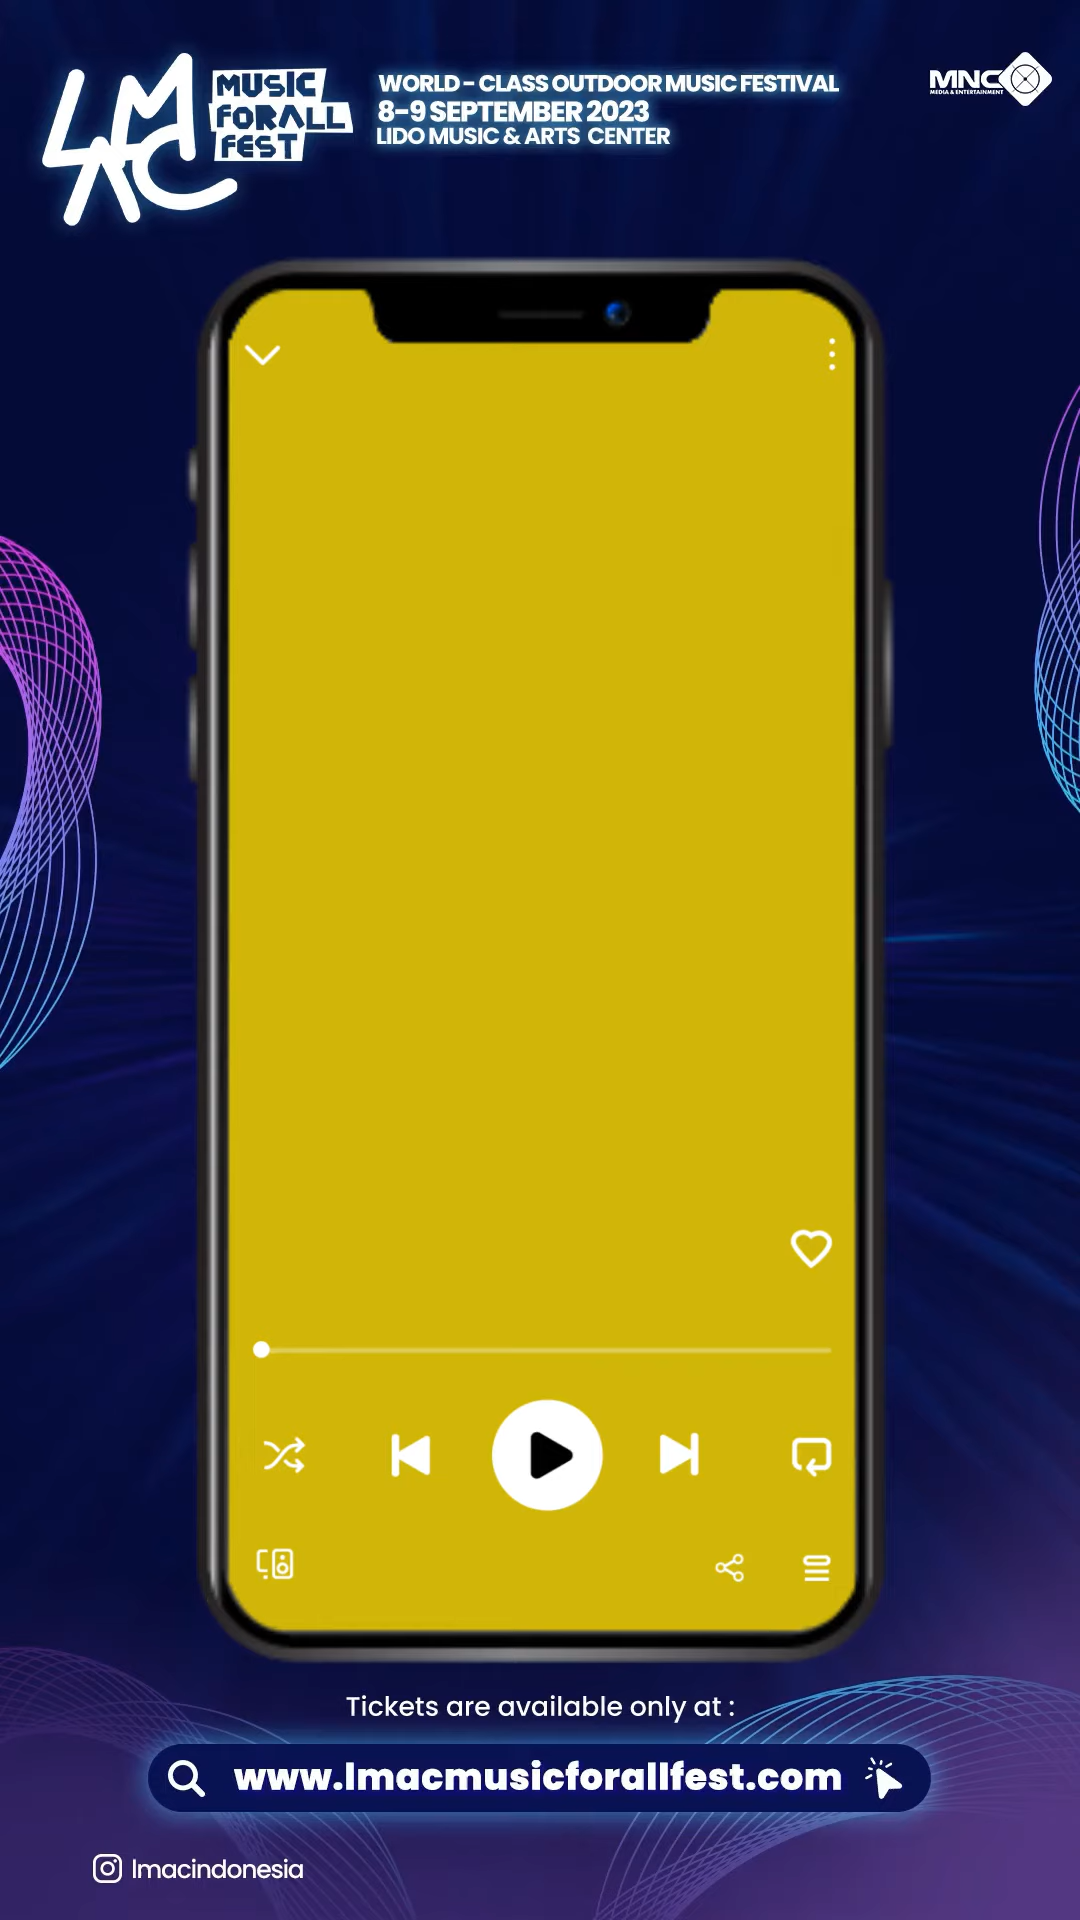 LMAC
MUSIC
FORALL
FEST
WORLD - CLASS OUTDOOR MUSIC FESTIVAL
8-9 SEPTEMBER 2023
LIDO MUSIC & ARTS CENTER
MNC
MEDIA & ENTERTAINMENT
Tickets are available only at :
www.lmacmusicforallfest.com
lmacindonesia